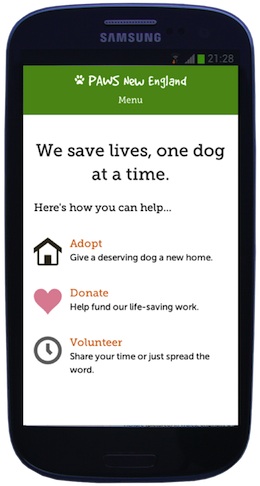 SAMSUNG
21:28
PAWS New England
Menu
We save lives, one dog
at a time.
Here's how you can help...
Adopt
Give a deserving dog a new home.
Donate
Help fund our life-saving work.
Volunteer
Share your time or just spread the
word.